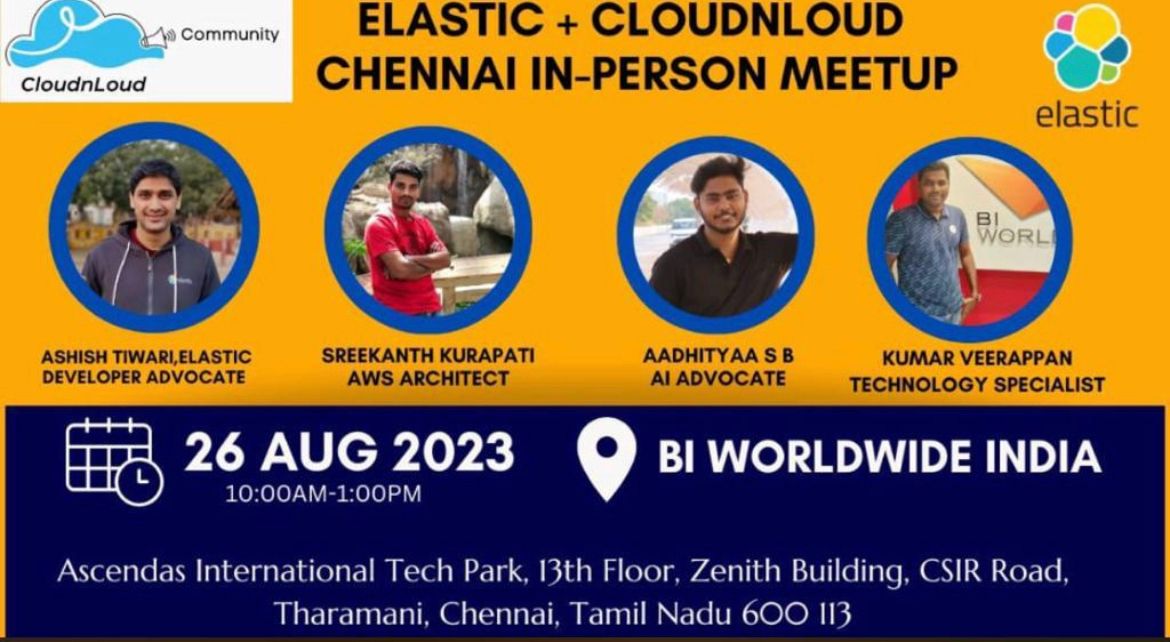 Community
CloudnLoud
ELASTIC + CLOUDNLOUD
CHENNAI IN-PERSON MEETUP
elastic
BI
WORL
ASHISH TIWARI,ELASTIC
DEVELOPER ADVOCATE
SREEKANTH KURAPATI
AWS ARCHITECT
AADHITYAA S B
AI ADVOCATE
KUMAR VEERAPPAN
TECHNOLOGY SPECIALIST
26 AUG 2023
10:00AM-1:00PM
BI WORLDWIDE INDIA
Ascendas International Tech Park, 13th Floor, Zenith Building, CSIR Road,
Tharamani, Chennai, Tamil Nadu 600 113